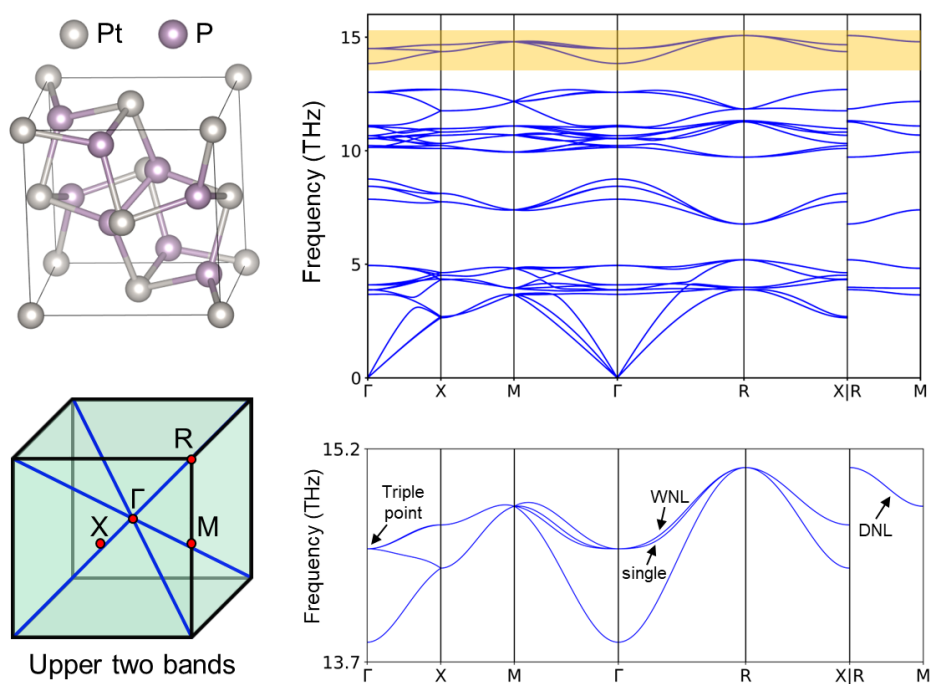 Pt P
R
Γ
X M
Upper two bands
Frequency (THz)
15
10
5
0
Γ X M Γ R X|R M
Frequency (THz)
15.2
13.7
Triple
point
WNL
single
DNL
Γ X M Γ R X|R M